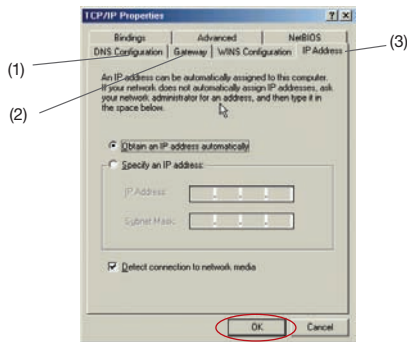 TCP/IP Properties
Bindings Advanced NetBIOS
DNS Configuration Gateway WINS Configuration IP Address
(1)
(2)
(3)
An IP address can be automatically assigned to this computer.
If your network does not automatically assign IP addresses, ask
your network administrator for an address, and then type it in
the space below.
Obtain an IP address automatically
Specify an IP address:
IP Address:
Subnet Mask:
Detect connection to network media
OK Cancel